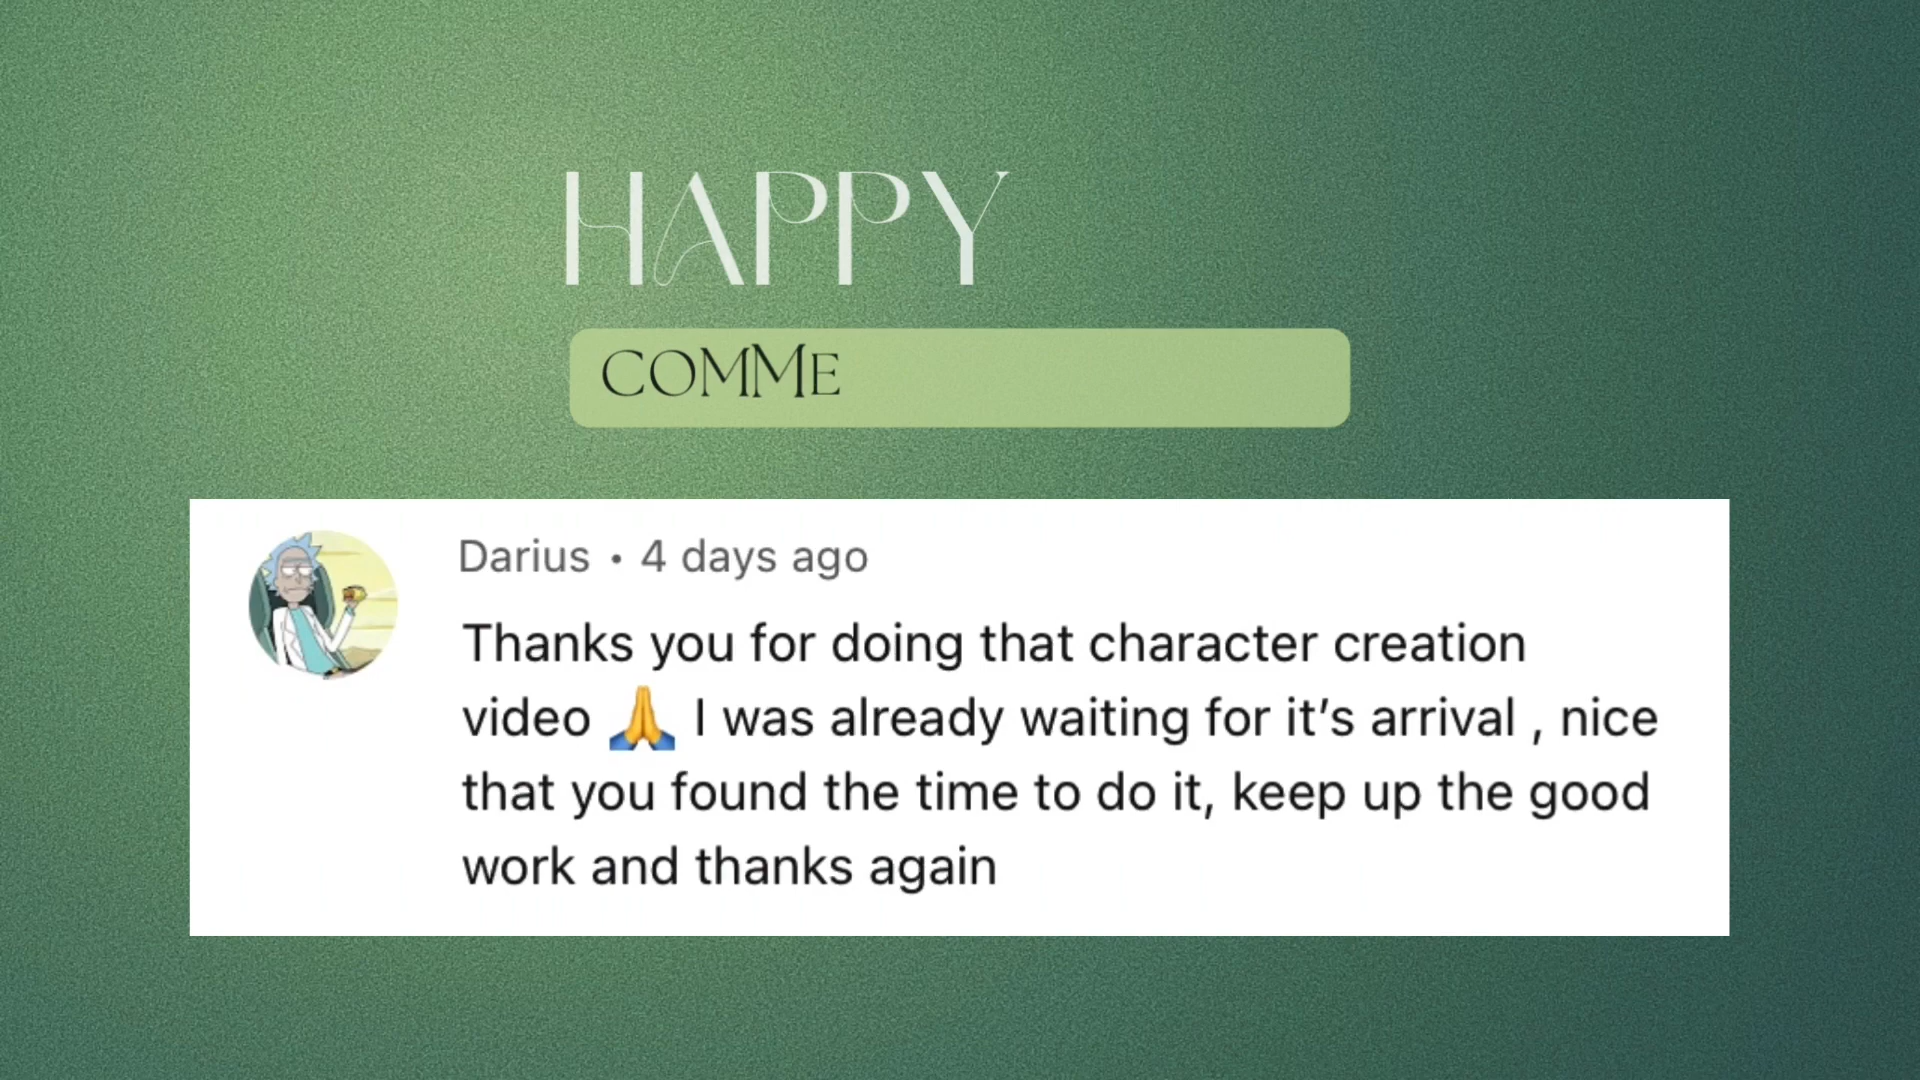 HAPPY
COMME
Darius • 4 days ago
Thanks you for doing that character creation
video 🙏 I was already waiting for it’s arrival , nice
that you found the time to do it, keep up the good
work and thanks again